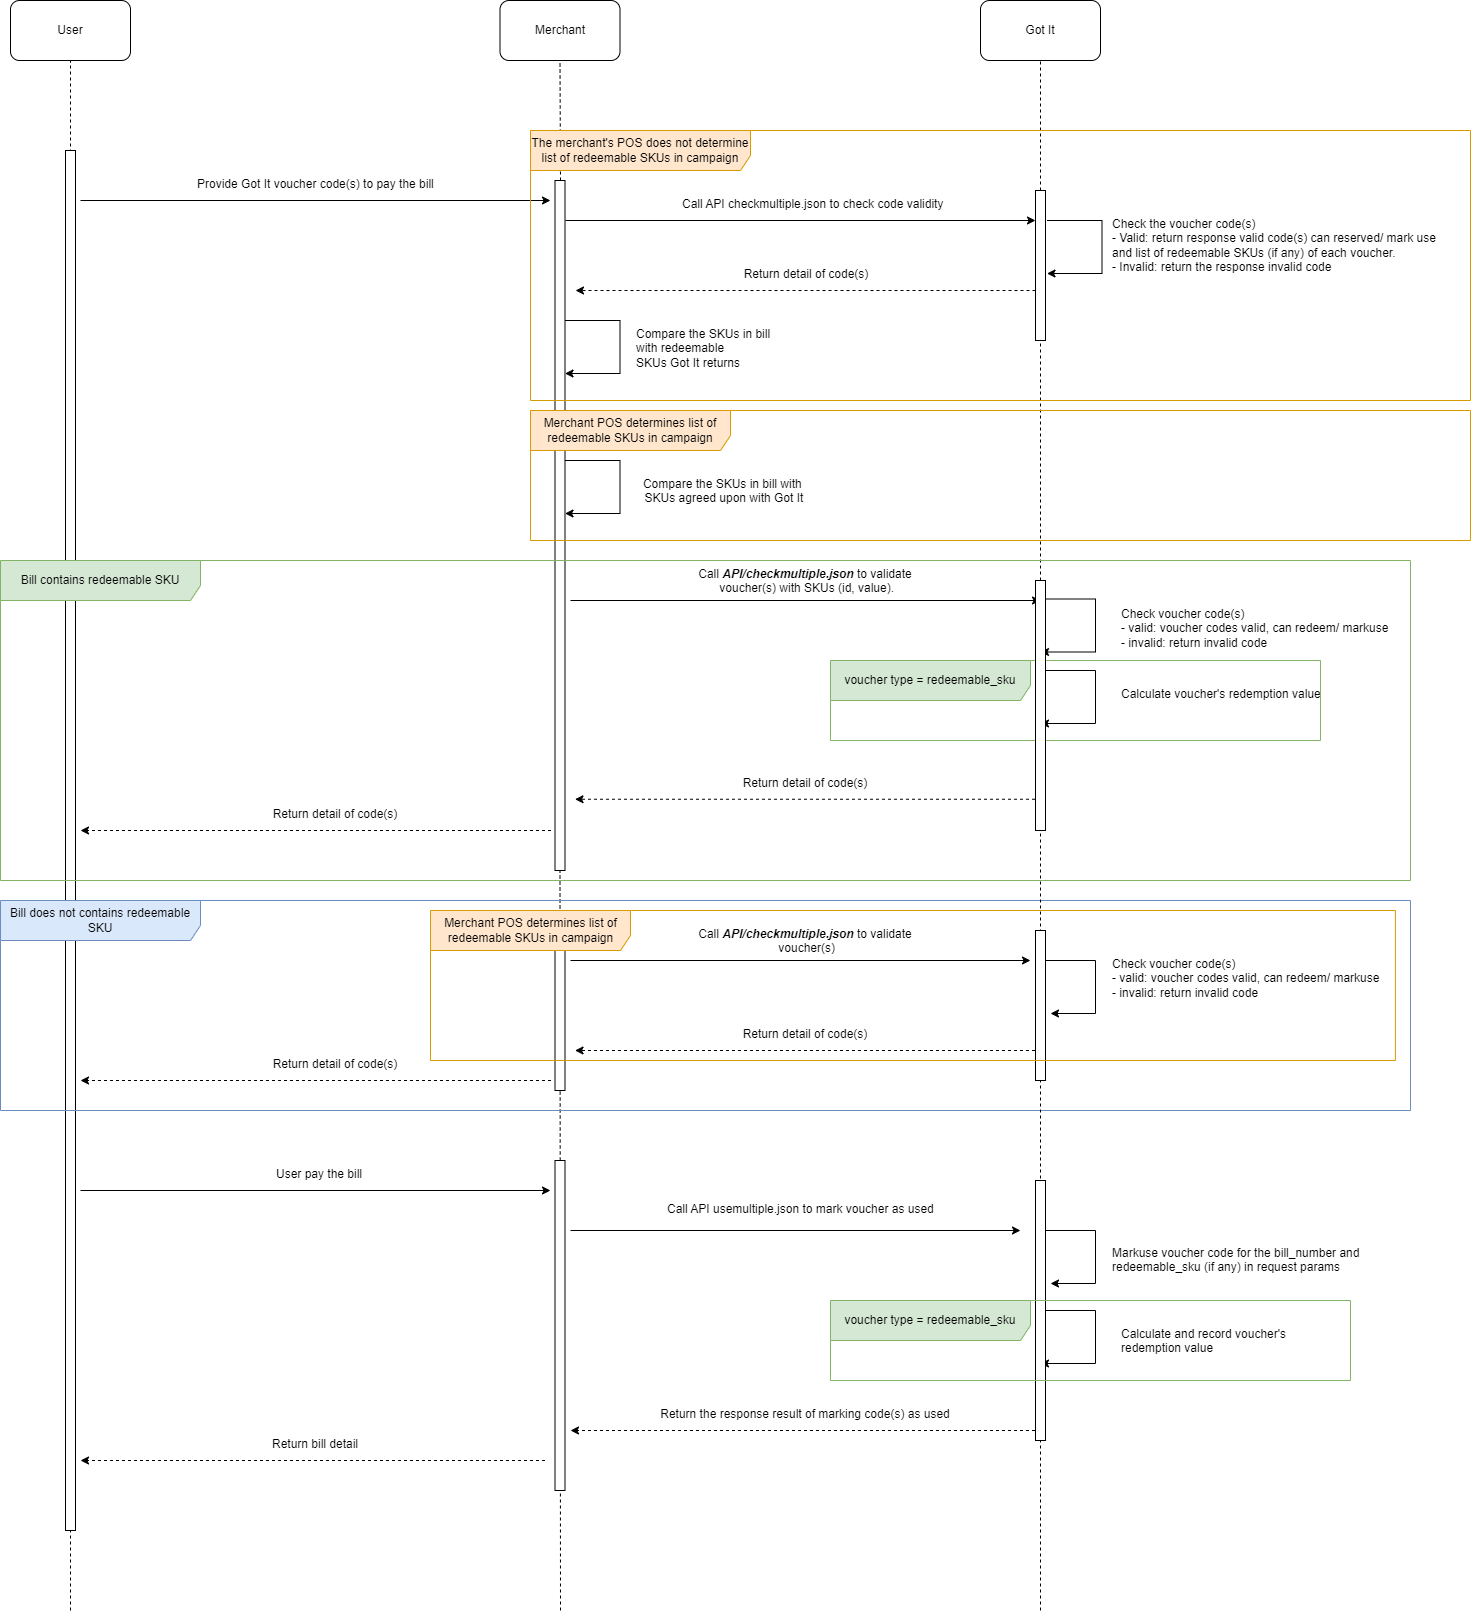 User
Merchant
Got It
The merchant's POS does not determine
list of redeemable SKUs in campaign
Provide Got It voucher code(s) to pay the bill
Call API checkmultiple.json to check code validity
Check the voucher code(s)
- Valid: return response valid code(s) can reserved/ mark use
and list of redeemable SKUs (if any) of each voucher.
- Invalid: return the response invalid code
Return detail of code(s)
Compare the SKUs in bill
with redeemable
SKUs Got It returns
Merchant POS determines list of
redeemable SKUs in campaign
Compare the SKUs in bill with
SKUs agreed upon with Got It
Bill contains redeemable SKU
Call API/checkmultiple.json to validate
voucher(s) with SKUs (id, value).
Check voucher code(s)
- valid: voucher codes valid, can redeem/ markuse
- invalid: return invalid code
voucher type = redeemable_sku
Calculate voucher's redemption value
Return detail of code(s)
Return detail of code(s)
Bill does not contains redeemable
SKU
Merchant POS determines list of
redeemable SKUs in campaign
Call API/checkmultiple.json to validate
voucher(s)
Check voucher code(s)
- valid: voucher codes valid, can redeem/ markuse
- invalid: return invalid code
Return detail of code(s)
Return detail of code(s)
User pay the bill
Call API usemultiple.json to mark voucher as used
Markuse voucher code for the bill_number and
redeemable_sku (if any) in request params
voucher type = redeemable_sku
Calculate and record voucher's
redemption value
Return the response result of marking code(s) as used
Return bill detail